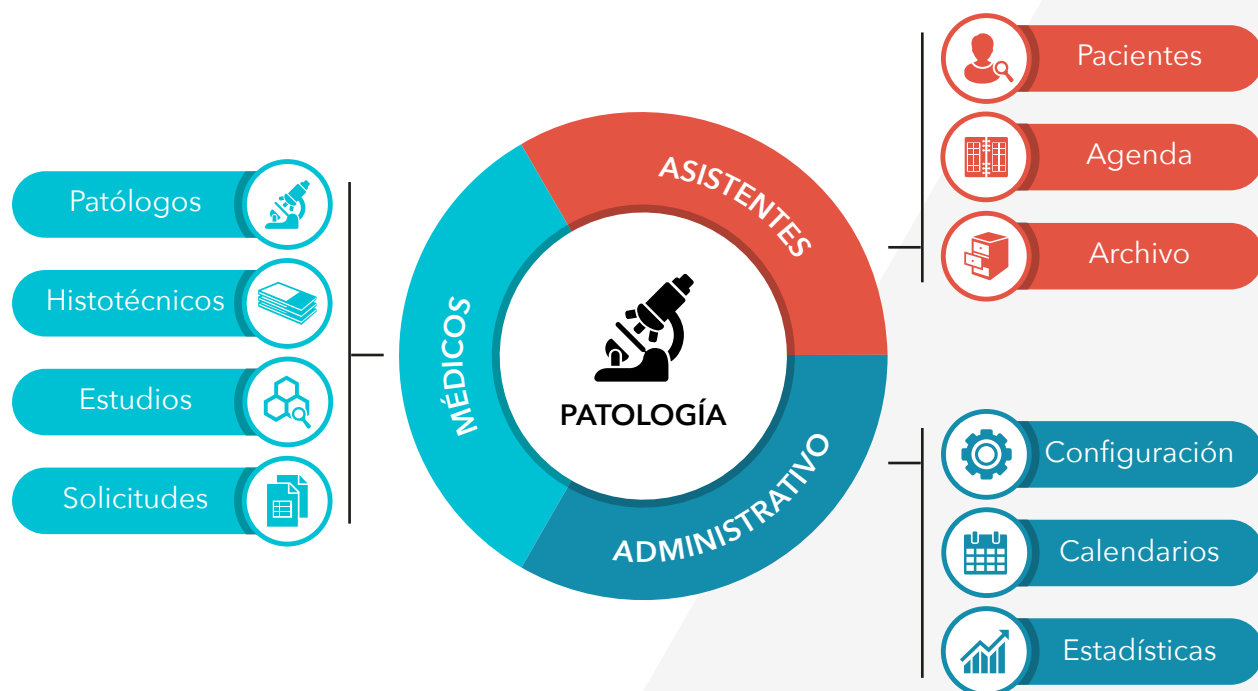 Patólogos
Histotécnicos
Estudios
Solicitudes
MÉDICOS
ASISTENTES
ADMINISTRATIVO
PATOLOGÍA
Pacientes
Agenda
Archivo
Configuración
Calendarios
Estadísticas